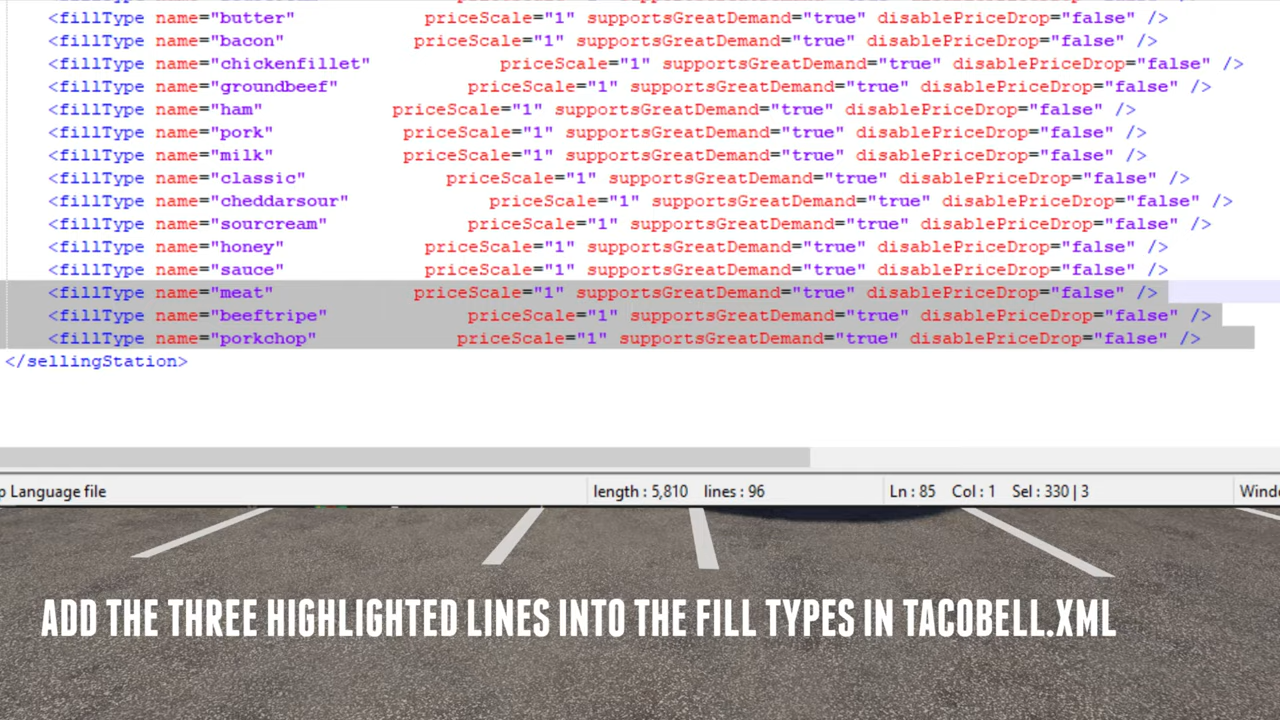 <fillType name="butter" priceScale="1" supportsGreatDemand="true" disablePriceDrop="false" />
<fillType name="bacon" priceScale="1" supportsGreatDemand="true" disablePriceDrop="false" />
<fillType name="chickenfillet" priceScale="1" supportsGreatDemand="true" disablePriceDrop="false" />
<fillType name="groundbeef" priceScale="1" supportsGreatDemand="true" disablePriceDrop="false" />
<fillType name="ham" priceScale="1" supportsGreatDemand="true" disablePriceDrop="false" />
<fillType name="pork" priceScale="1" supportsGreatDemand="true" disablePriceDrop="false" />
<fillType name="milk" priceScale="1" supportsGreatDemand="true" disablePriceDrop="false" />
<fillType name="classic" priceScale="1" supportsGreatDemand="true" disablePriceDrop="false" />
<fillType name="cheddarsour" priceScale="1" supportsGreatDemand="true" disablePriceDrop="false" />
<fillType name="sourcream" priceScale="1" supportsGreatDemand="true" disablePriceDrop="false" />
<fillType name="honey" priceScale="1" supportsGreatDemand="true" disablePriceDrop="false" />
<fillType name="sauce" priceScale="1" supportsGreatDemand="true" disablePriceDrop="false" />
<fillType name="meat" priceScale="1" supportsGreatDemand="true" disablePriceDrop="false" />
<fillType name="beeftripe" priceScale="1" supportsGreatDemand="true" disablePriceDrop="false" />
<fillType name="porkchop" priceScale="1" supportsGreatDemand="true" disablePriceDrop="false" />
</sellingStation>
p Language file length : 5,810 lines : 96 Ln : 85 Col : 1 Sel : 330 | 3 Windo
ADD THE THREE HIGHLIGHTED LINES INTO THE FILL TYPES IN TACOBELL.XML